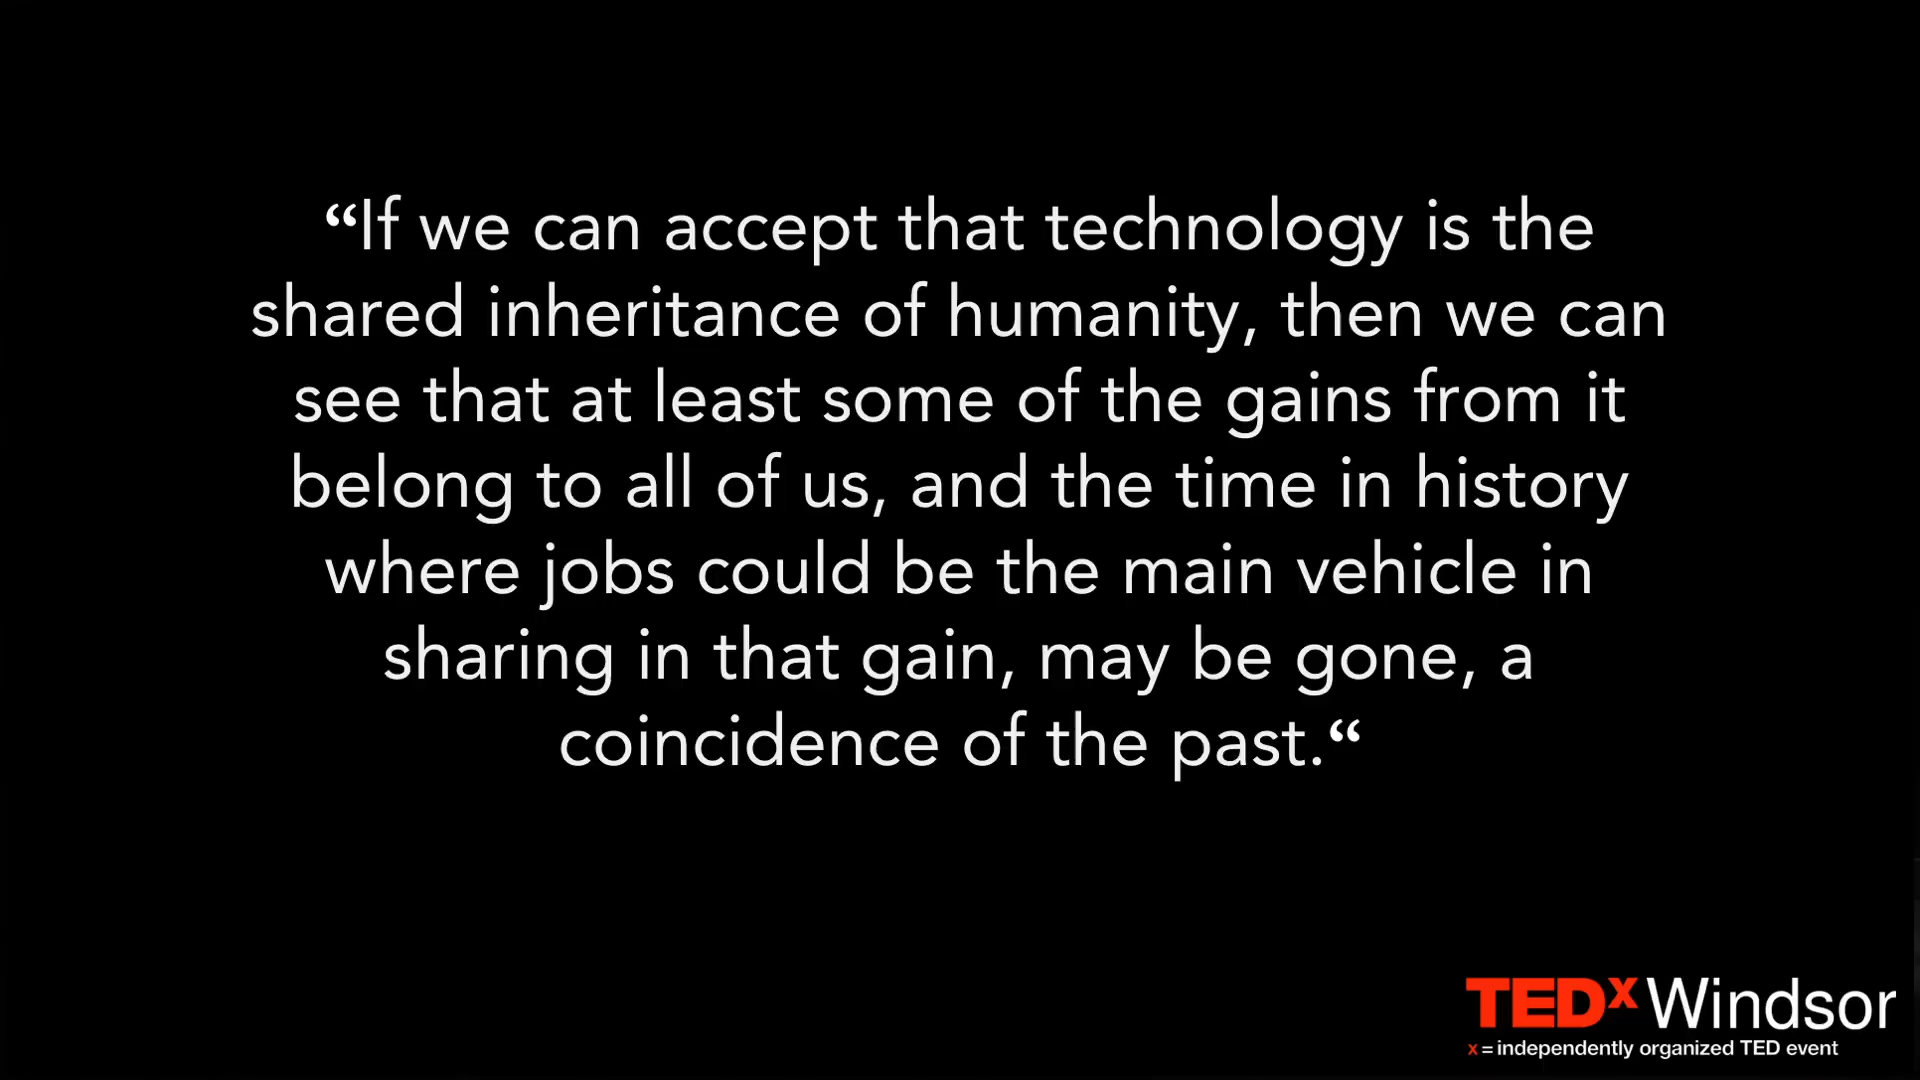 “If we can accept that technology is the
shared inheritance of humanity, then we can
see that at least some of the gains from it
belong to all of us, and the time in history
where jobs could be the main vehicle in
sharing in that gain, may be gone, a
coincidence of the past.“
TEDx Windsor
x = independently organized TED event